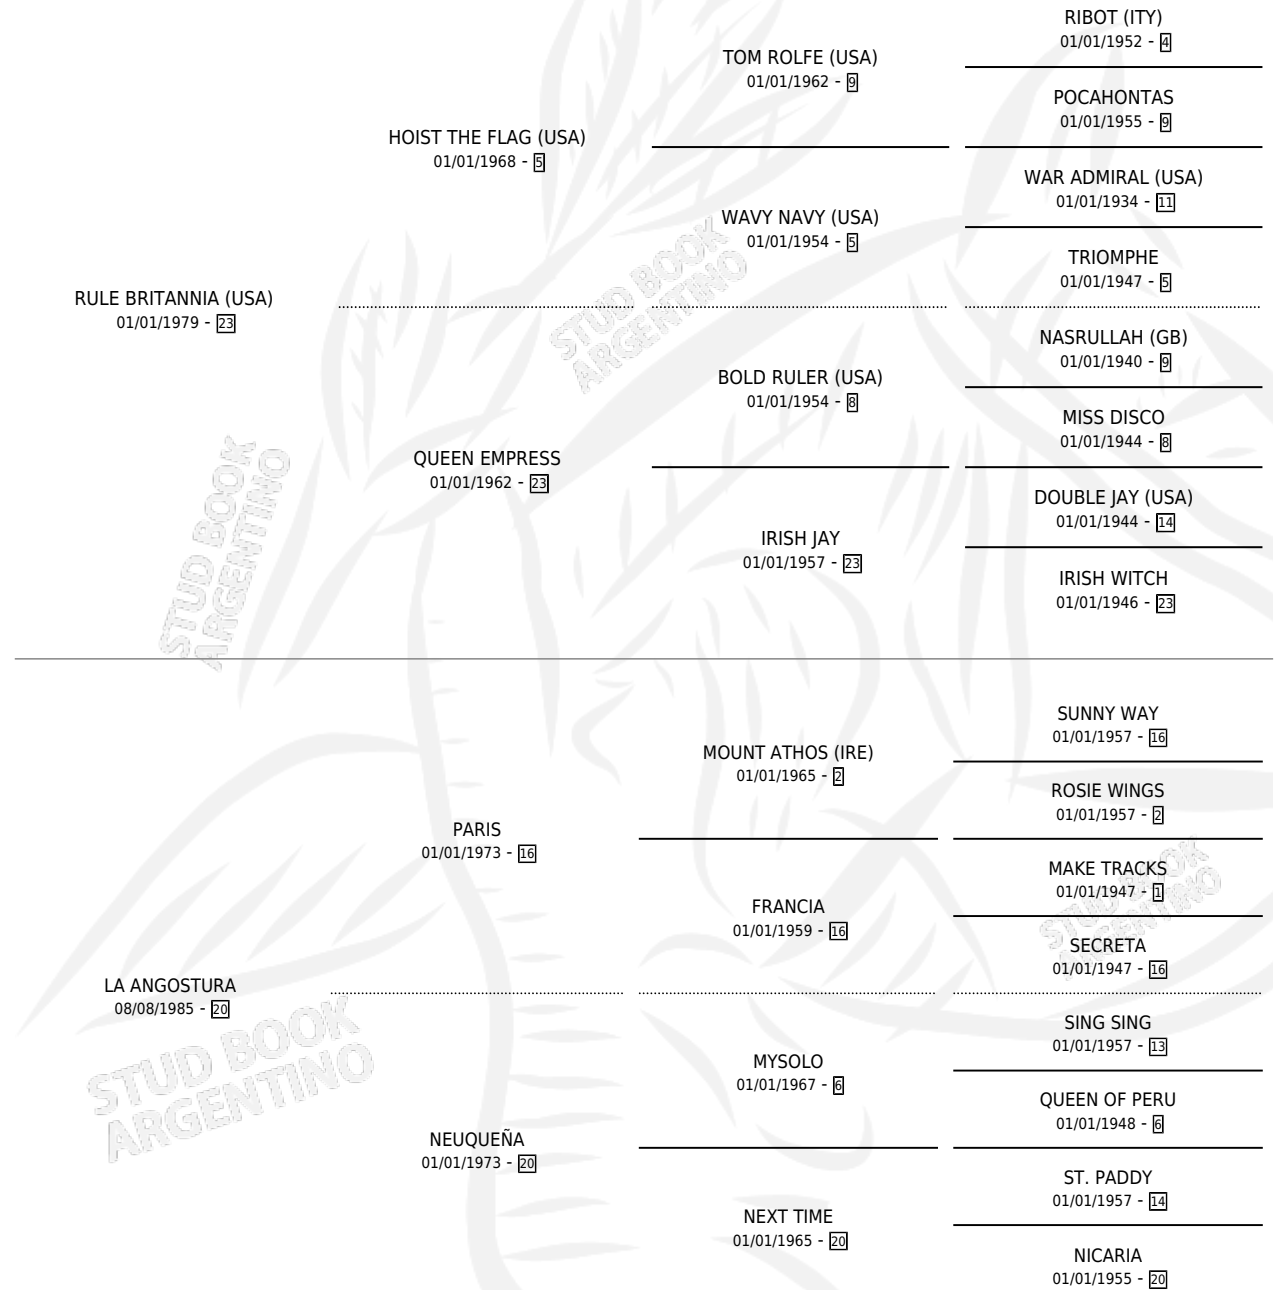 RIBOT (ITY)
01/01/1952 - 4
TOM ROLFE (USA)
01/01/1962 - 9
POCAHONTAS
01/01/1955 - 9
HOIST THE FLAG (USA)
01/01/1968 - 5
WAR ADMIRAL (USA)
01/01/1934 - 11
WAVY NAVY (USA)
01/01/1954 - 5
TRIOMPHE
01/01/1947 - 5
RULE BRITANNIA (USA)
01/01/1979 - 23
NASRULLAH (GB)
01/01/1940 - 9
BOLD RULER (USA)
01/01/1954 - 8
MISS DISCO
01/01/1944 - 8
QUEEN EMPRESS
01/01/1962 - 23
DOUBLE JAY (USA)
01/01/1944 - 14
IRISH JAY
01/01/1957 - 23
IRISH WITCH
01/01/1946 - 23
SUNNY WAY
01/01/1957 - 16
MOUNT ATHOS (IRE)
01/01/1965 - 2
ROSIE WINGS
01/01/1957 - 2
PARIS
01/01/1973 - 16
MAKE TRACKS
01/01/1947 - 1
FRANCIA
01/01/1959 - 16
SECRETA
01/01/1947 - 16
LA ANGOSTURA
08/08/1985 - 20
SING SING
01/01/1957 - 13
MYSOLO
01/01/1967 - 6
QUEEN OF PERU
01/01/1948 - 6
NEUQUEÑA
01/01/1973 - 20
ST. PADDY
01/01/1957 - 14
NEXT TIME
01/01/1965 - 20
NICARIA
01/01/1955 - 20
STUD BOOK
ARGENTINO
STUD BOOK
ARGENTINO
STUD BOOK
ARGENTINO
STUD BOOK
ARGENTINO